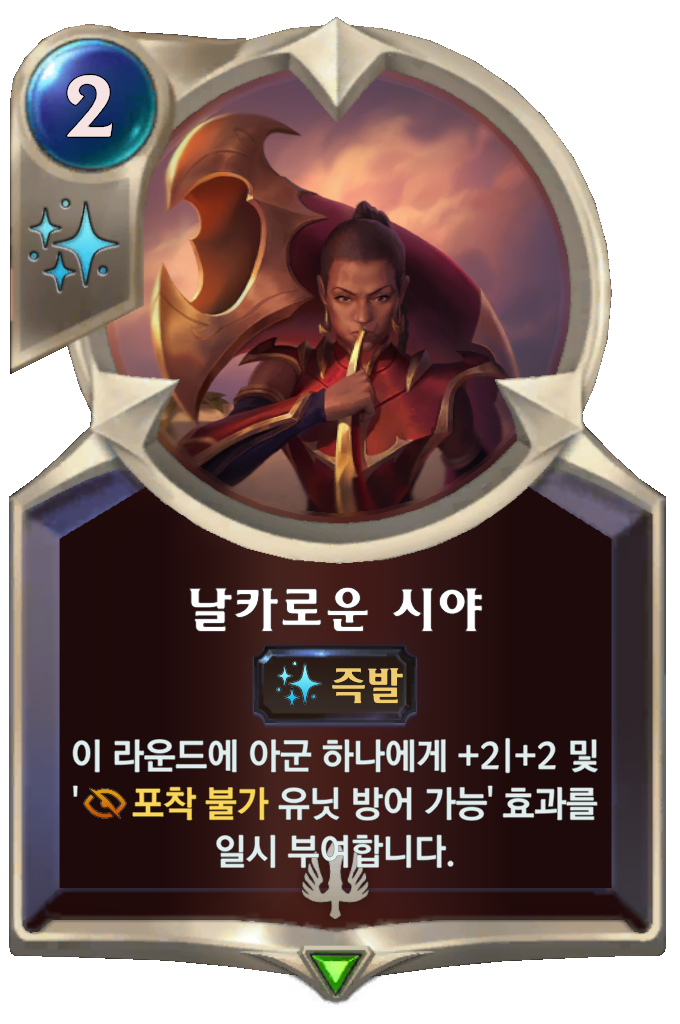 2
날카로운 시야
즉발
이 라운드에 아군 하나에게 +2|+2 및
'포착 불가 유닛 방어 가능' 효과를
일시 부여합니다.